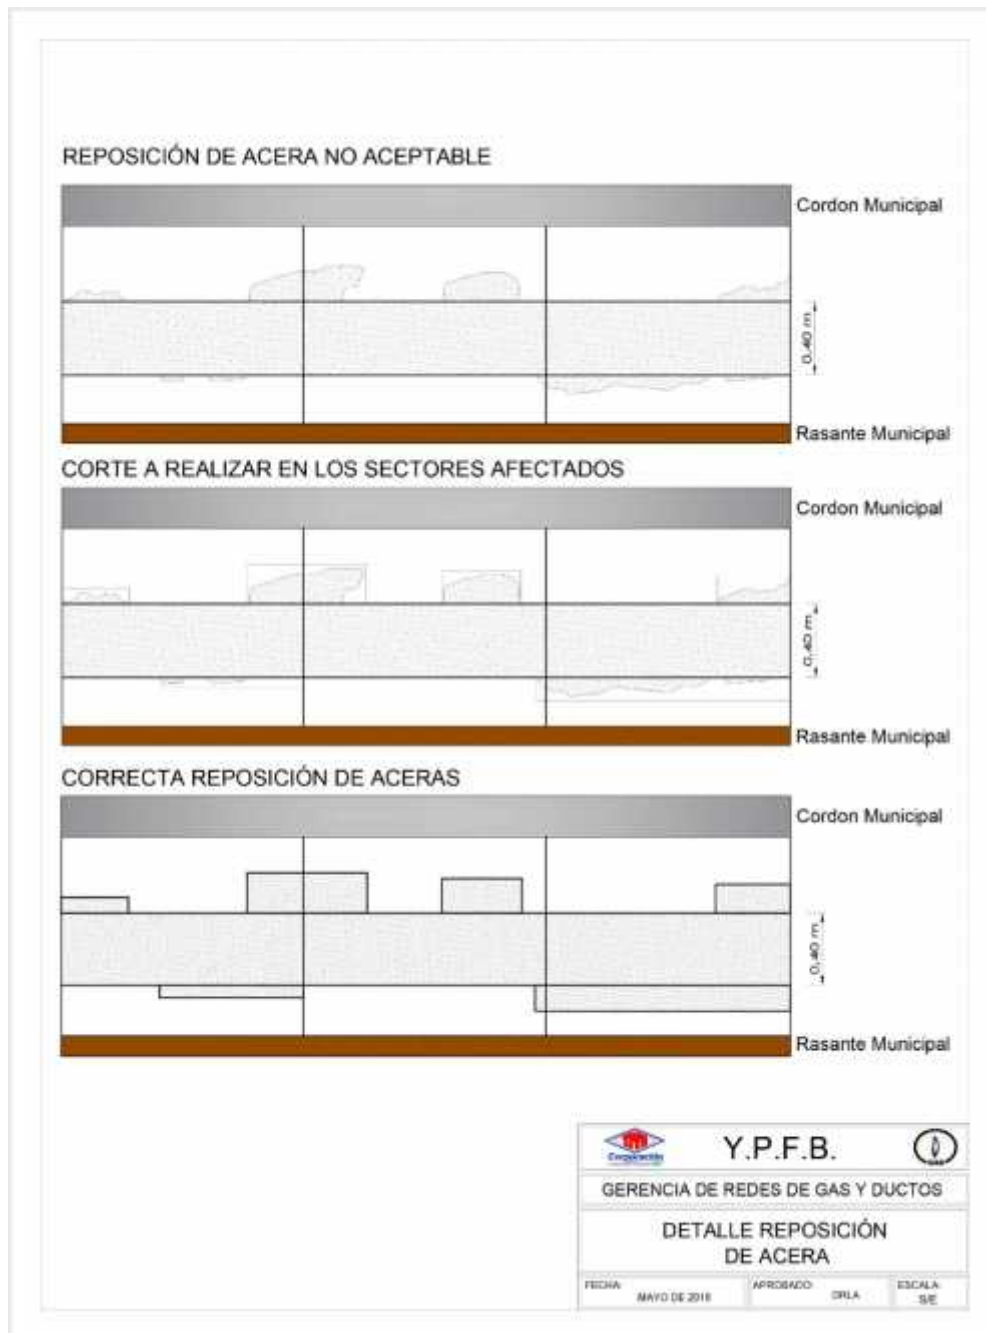 REPOSICIÓN DE ACERA NO ACEPTABLE
Cordon Municipal
0,40 m
Rasante Municipal
CORTE A REALIZAR EN LOS SECTORES AFECTADOS
Cordon Municipal
0,40 m
Rasante Municipal
CORRECTA REPOSICIÓN DE ACERAS
Cordon Municipal
0,40 m
Rasante Municipal
Corporación
Y.P.F.B.
GERENCIA DE REDES DE GAS Y DUCTOS
DETALLE REPOSICIÓN
DE ACERA
FECHA:
MAYO DE
APROBADO:
DRLA
ESCALA:
S/E